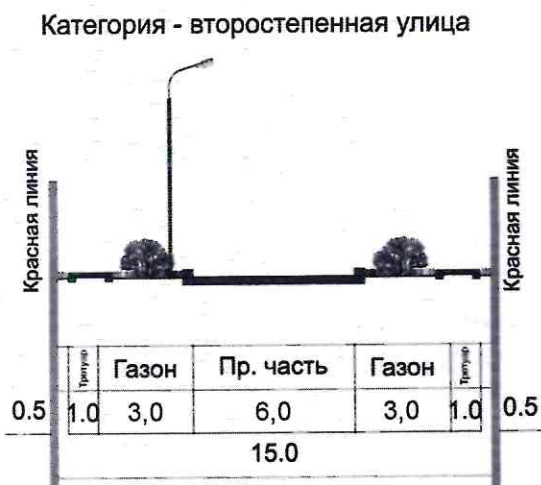 Категория - второстепенная улица
Красная линия
Красная линия
Тротуар Газон Пр. часть Газон Тротуар
0.5 1.0 3,0 6,0 3,0 1.0 0.5
15.0